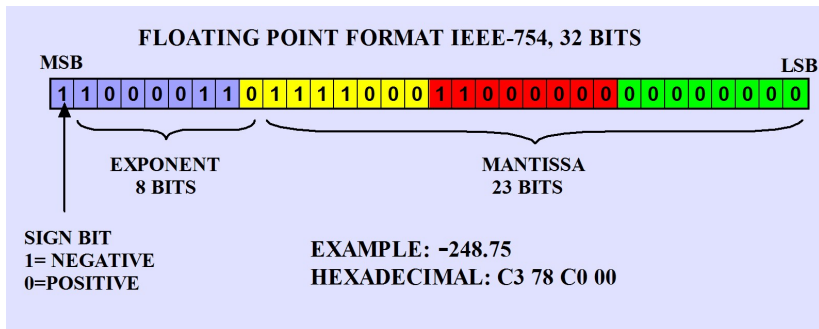 FLOATING POINT FORMAT IEEE-754, 32 BITS
MSB LSB
1 1 0 0 0 0 1 1 0 1 1 1 1 0 0 0 1 1 0 0 0 0 0 0 0 0 0 0 0 0 0 0
EXPONENT MANTISSA
8 BITS 23 BITS
SIGN BIT
1= NEGATIVE
0=POSITIVE
EXAMPLE: -248.75
HEXADECIMAL: C3 78 C0 00